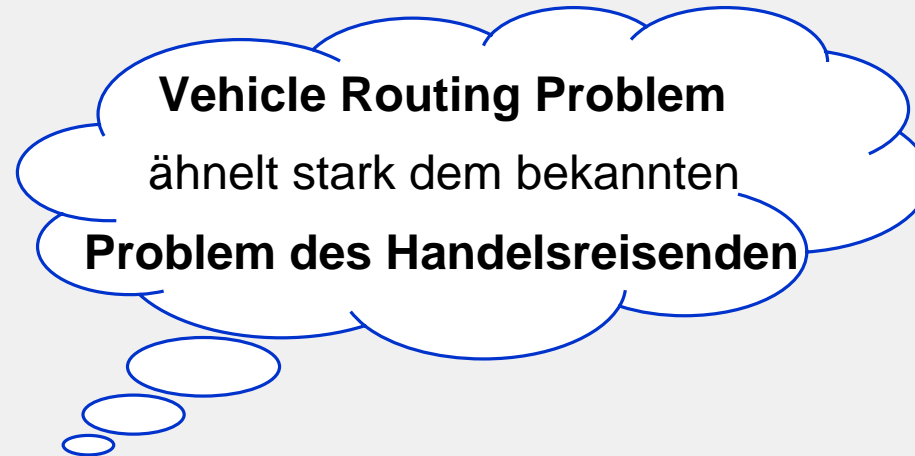 Vehicle Routing Problem
ähnelt stark dem bekannten
Problem des Handelsreisenden